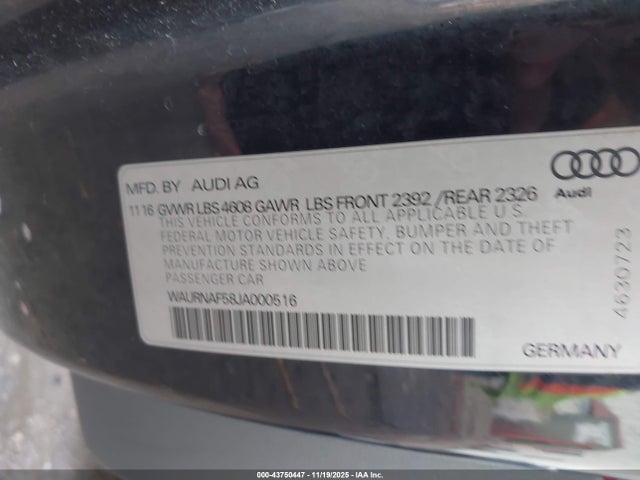 MFD. BY AUDI AG
11 16 GVWR LBS 4608 GAWR LBS FRONT 2392 /REAR 2326
THIS VEHICLE CONFORMS TO ALL APPLICABLE U S
FEDERAL MOTOR VEHICLE SAFETY, BUMPER AND THEFT
PREVENTION STANDARDS IN EFFECT ON THE DATE OF
MANUFACTURE SHOWN ABOVE
PASSENGER CAR
WAURNAF58JA000516
Audi
4630723
GERMANY
000-43750447 - 11/19/2025 - IAA Inc.